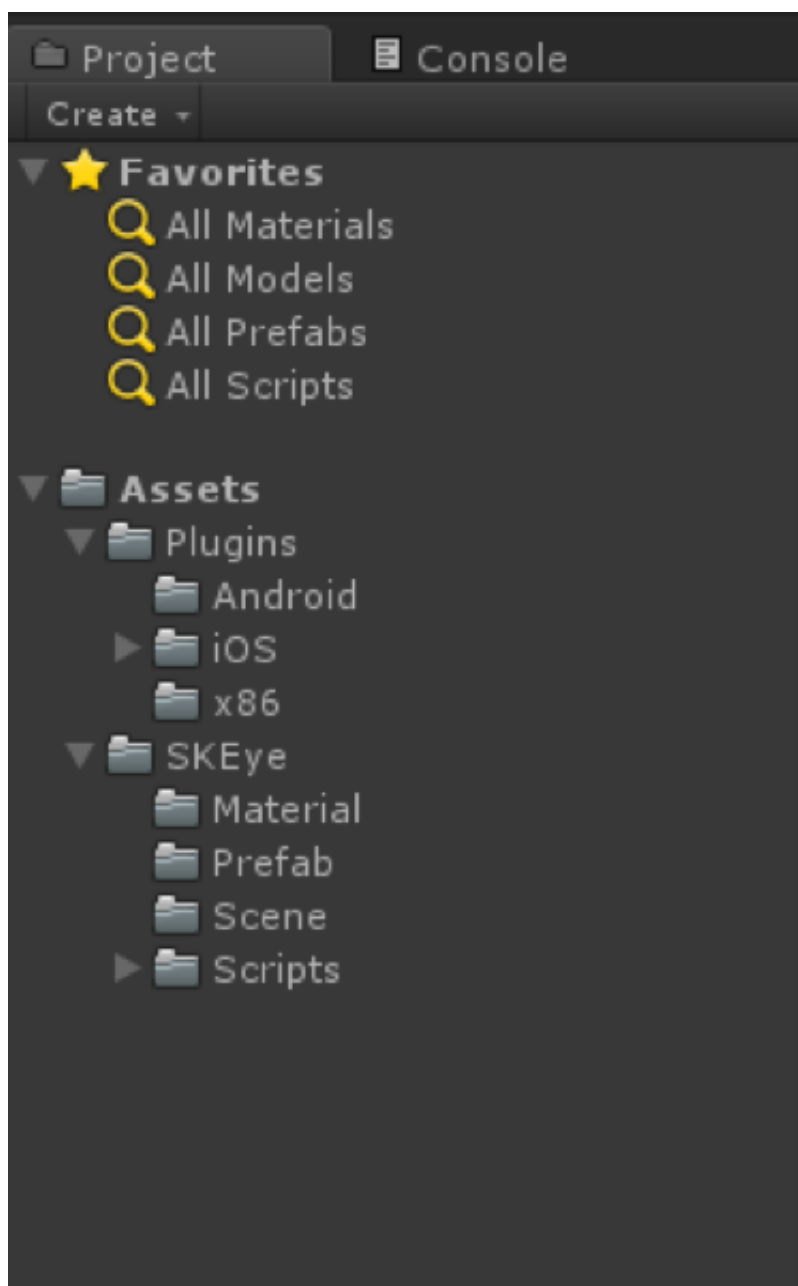 Project Console
Create
Favorites
All Materials
All Models
All Prefabs
All Scripts
Assets
Plugins
Android
iOS
x86
SKEye
Material
Prefab
Scene
Scripts